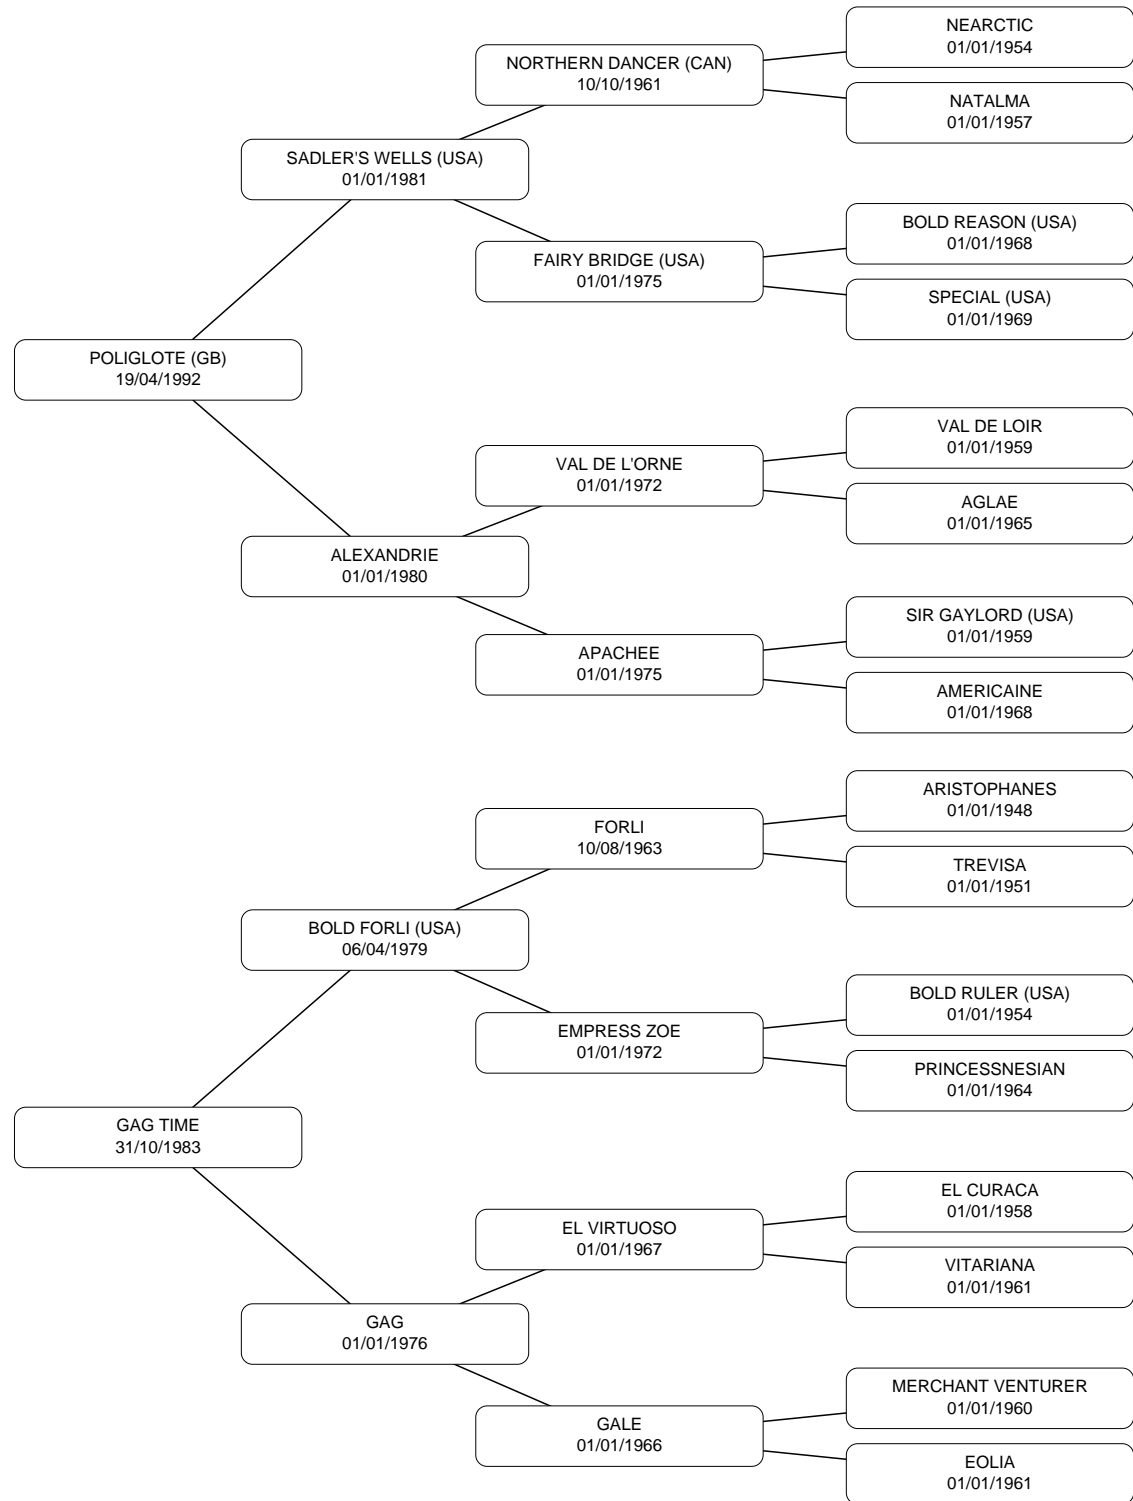 NEARCTIC
01/01/1954
NORTHERN DANCER (CAN)
10/10/1961
NATALMA
01/01/1957
SADLER'S WELLS (USA)
01/01/1981
BOLD REASON (USA)
01/01/1968
FAIRY BRIDGE (USA)
01/01/1975
SPECIAL (USA)
01/01/1969
POLIGLOTE (GB)
19/04/1992
VAL DE LOIR
01/01/1959
VAL DE L'ORNE
01/01/1972
AGLAE
01/01/1965
ALEXANDRIE
01/01/1980
SIR GAYLORD (USA)
01/01/1959
APACHEE
01/01/1975
AMERICAINE
01/01/1968
ARISTOPHANES
01/01/1948
FORLI
10/08/1963
TREVISA
01/01/1951
BOLD FORLI (USA)
06/04/1979
BOLD RULER (USA)
01/01/1954
EMPRESS ZOE
01/01/1972
PRINCESSNESIAN
01/01/1964
GAG TIME
31/10/1983
EL CURACA
01/01/1958
EL VIRTUOSO
01/01/1967
VITARIANA
01/01/1961
GAG
01/01/1976
MERCHANT VENTURER
01/01/1960
GALE
01/01/1966
EOLIA
01/01/1961